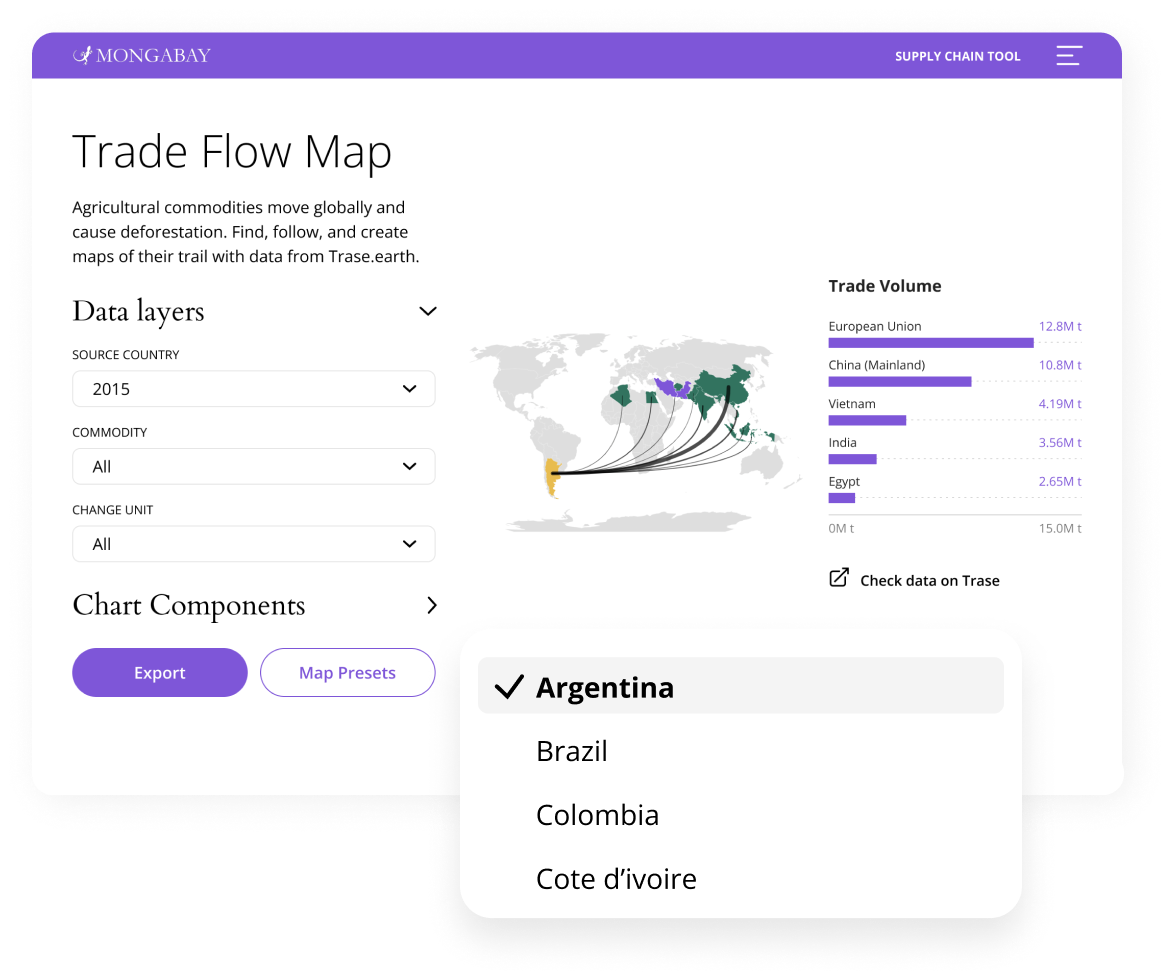 MONGABAY
SUPPLY CHAIN TOOL
Trade Flow Map
Agricultural commodities move globally and
cause deforestation. Find, follow, and create
maps of their trail with data from Trase.earth.
Data layers
SOURCE COUNTRY
2015
COMMODITY
All
CHANGE UNIT
All
Chart Components
Export
Map Presets
Trade Volume
European Union 12.8M t
China (Mainland) 10.8M t
Vietnam 4.19M t
India 3.56M t
Egypt 2.65M t
0M t 15.0M t
Check data on Trase
Argentina
Brazil
Colombia
Cote d’ivoire